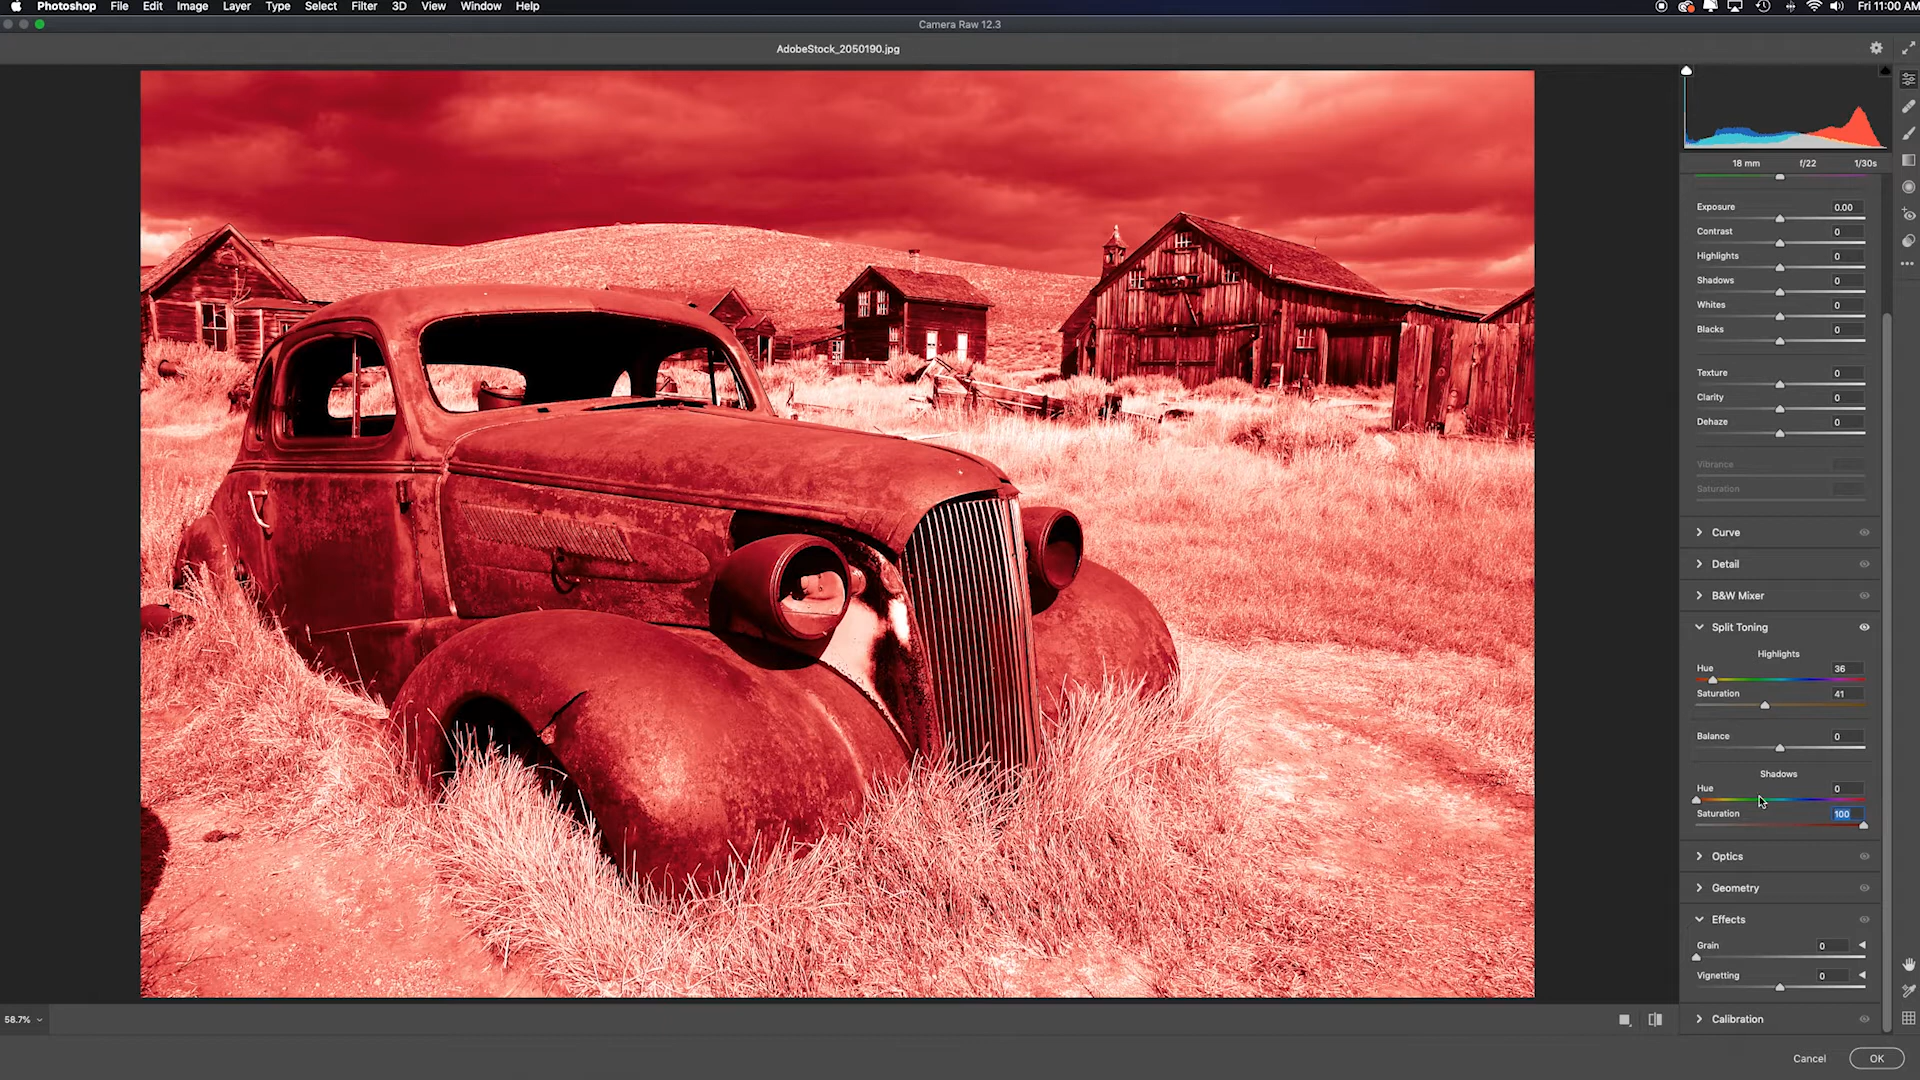 Photoshop File Edit Image Layer Type Select Filter 3D View Window Help Fri 11:00 AM
Camera Raw 12.3
AdobeStock_2050190.jpg
18 mm f/22 1/30s
Exposure 0.00
Contrast 0
Highlights 0
Shadows 0
Whites 0
Blacks 0
Texture 0
Clarity 0
Dehaze 0
Vibrance
Saturation
Curve
Detail
B&W Mixer
Split Toning
Highlights
Hue 36
Saturation 41
Balance 0
Shadows
Hue 0
Saturation 100
Optics
Geometry
Effects
Grain 0
Vignetting 0
58.7%
Calibration
Cancel OK